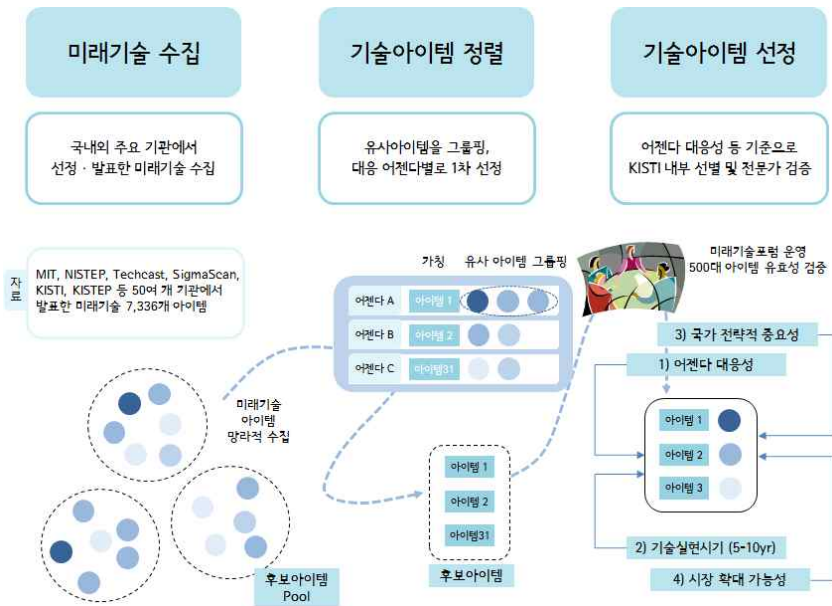 미래기술 수집
기술아이템 정렬
기술아이템 선정
국내외 주요 기관에서
선정 · 발표한 미래기술 수집
유사아이템을 그룹핑,
대응 어젠다별로 1차 선정
어젠다 대응성 등 기준으로
KISTI 내부 선별 및 전문가 검증
자
료
MIT, NISTEP, Techcast, SigmaScan,
KISTI, KISTEP 등 50여 개 기관에서
발표한 미래기술 7,336개 아이템
미래기술
아이템
망라적 수집
후보아이템
Pool
가칭
유사 아이템 그룹핑
어젠다 A
아이템 1
어젠다 B
아이템 2
어젠다 C
아이템31
아이템 1
아이템 2
아이템31
후보아이템
미래기술포럼 운영
500대 아이템 유효성 검증
3) 국가 전략적 중요성
1) 어젠다 대응성
아이템 1
아이템 2
아이템 3
2) 기술실현시기 (5-10yr)
4) 시장 확대 가능성